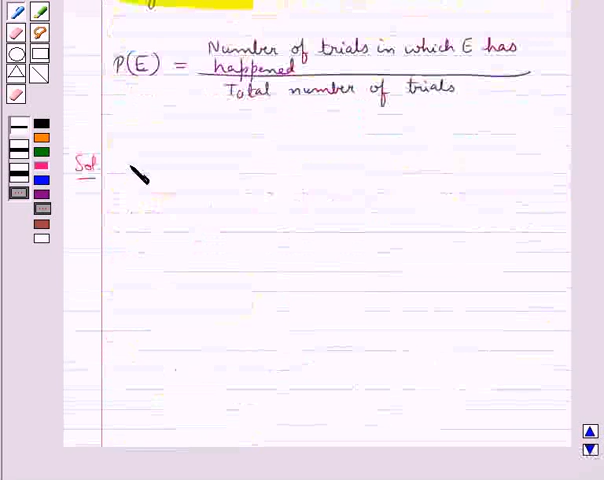 P(E) = Number of trials in which E has
happened
Total number of trials
Sol